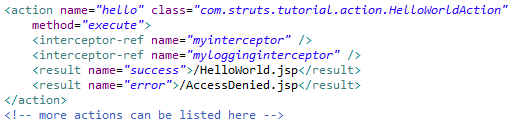 <action name="hello" class="com.struts.tutorial.action.HelloWorldAction"
method="execute">
<interceptor-ref name="myinterceptor" />
<interceptor-ref name="mylogginginterceptor" />
<result name="success">/HelloWorld.jsp</result>
<result name="error">/AccessDenied.jsp</result>
</action>
<!-- more actions can be listed here -->